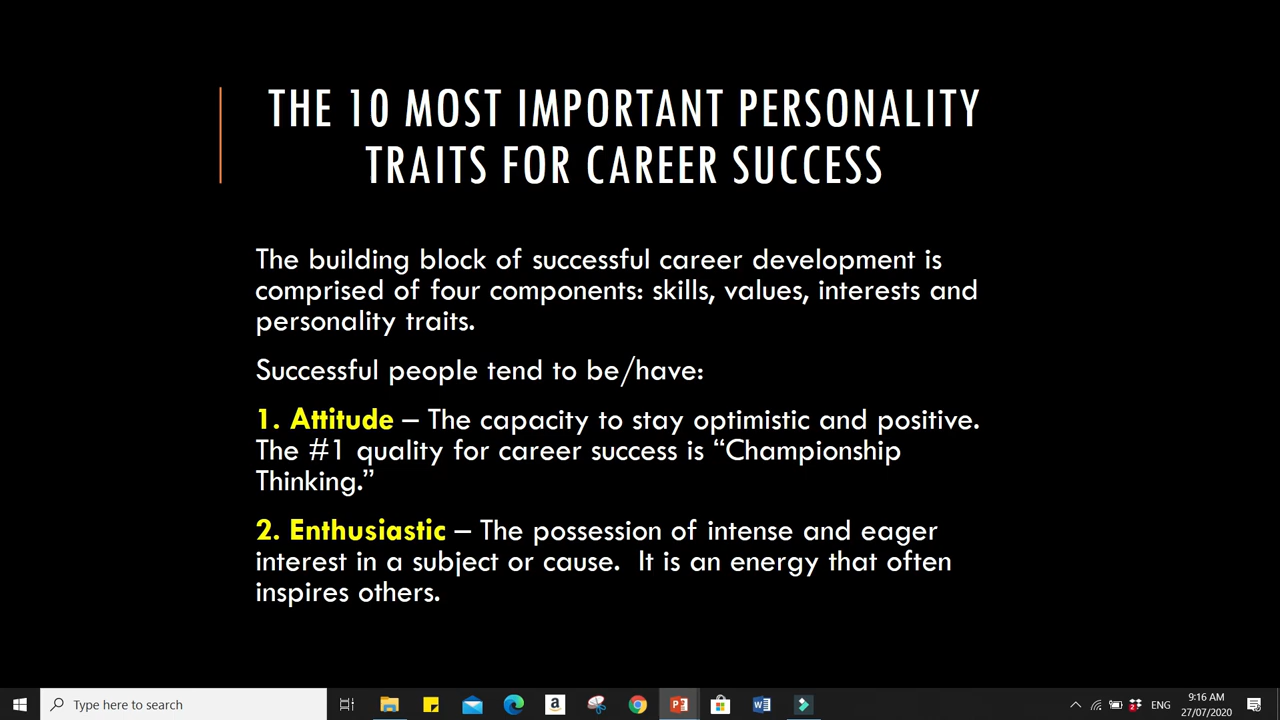 THE 10 MOST IMPORTANT PERSONALITY
TRAITS FOR CAREER SUCCESS
The building block of successful career development is
comprised of four components: skills, values, interests and
personality traits.
Successful people tend to be/have:
1. Attitude – The capacity to stay optimistic and positive.
The #1 quality for career success is “Championship
Thinking.”
2. Enthusiastic – The possession of intense and eager
interest in a subject or cause.  It is an energy that often
inspires others.
Type here to search
ENG
9:16 AM
27/07/2020